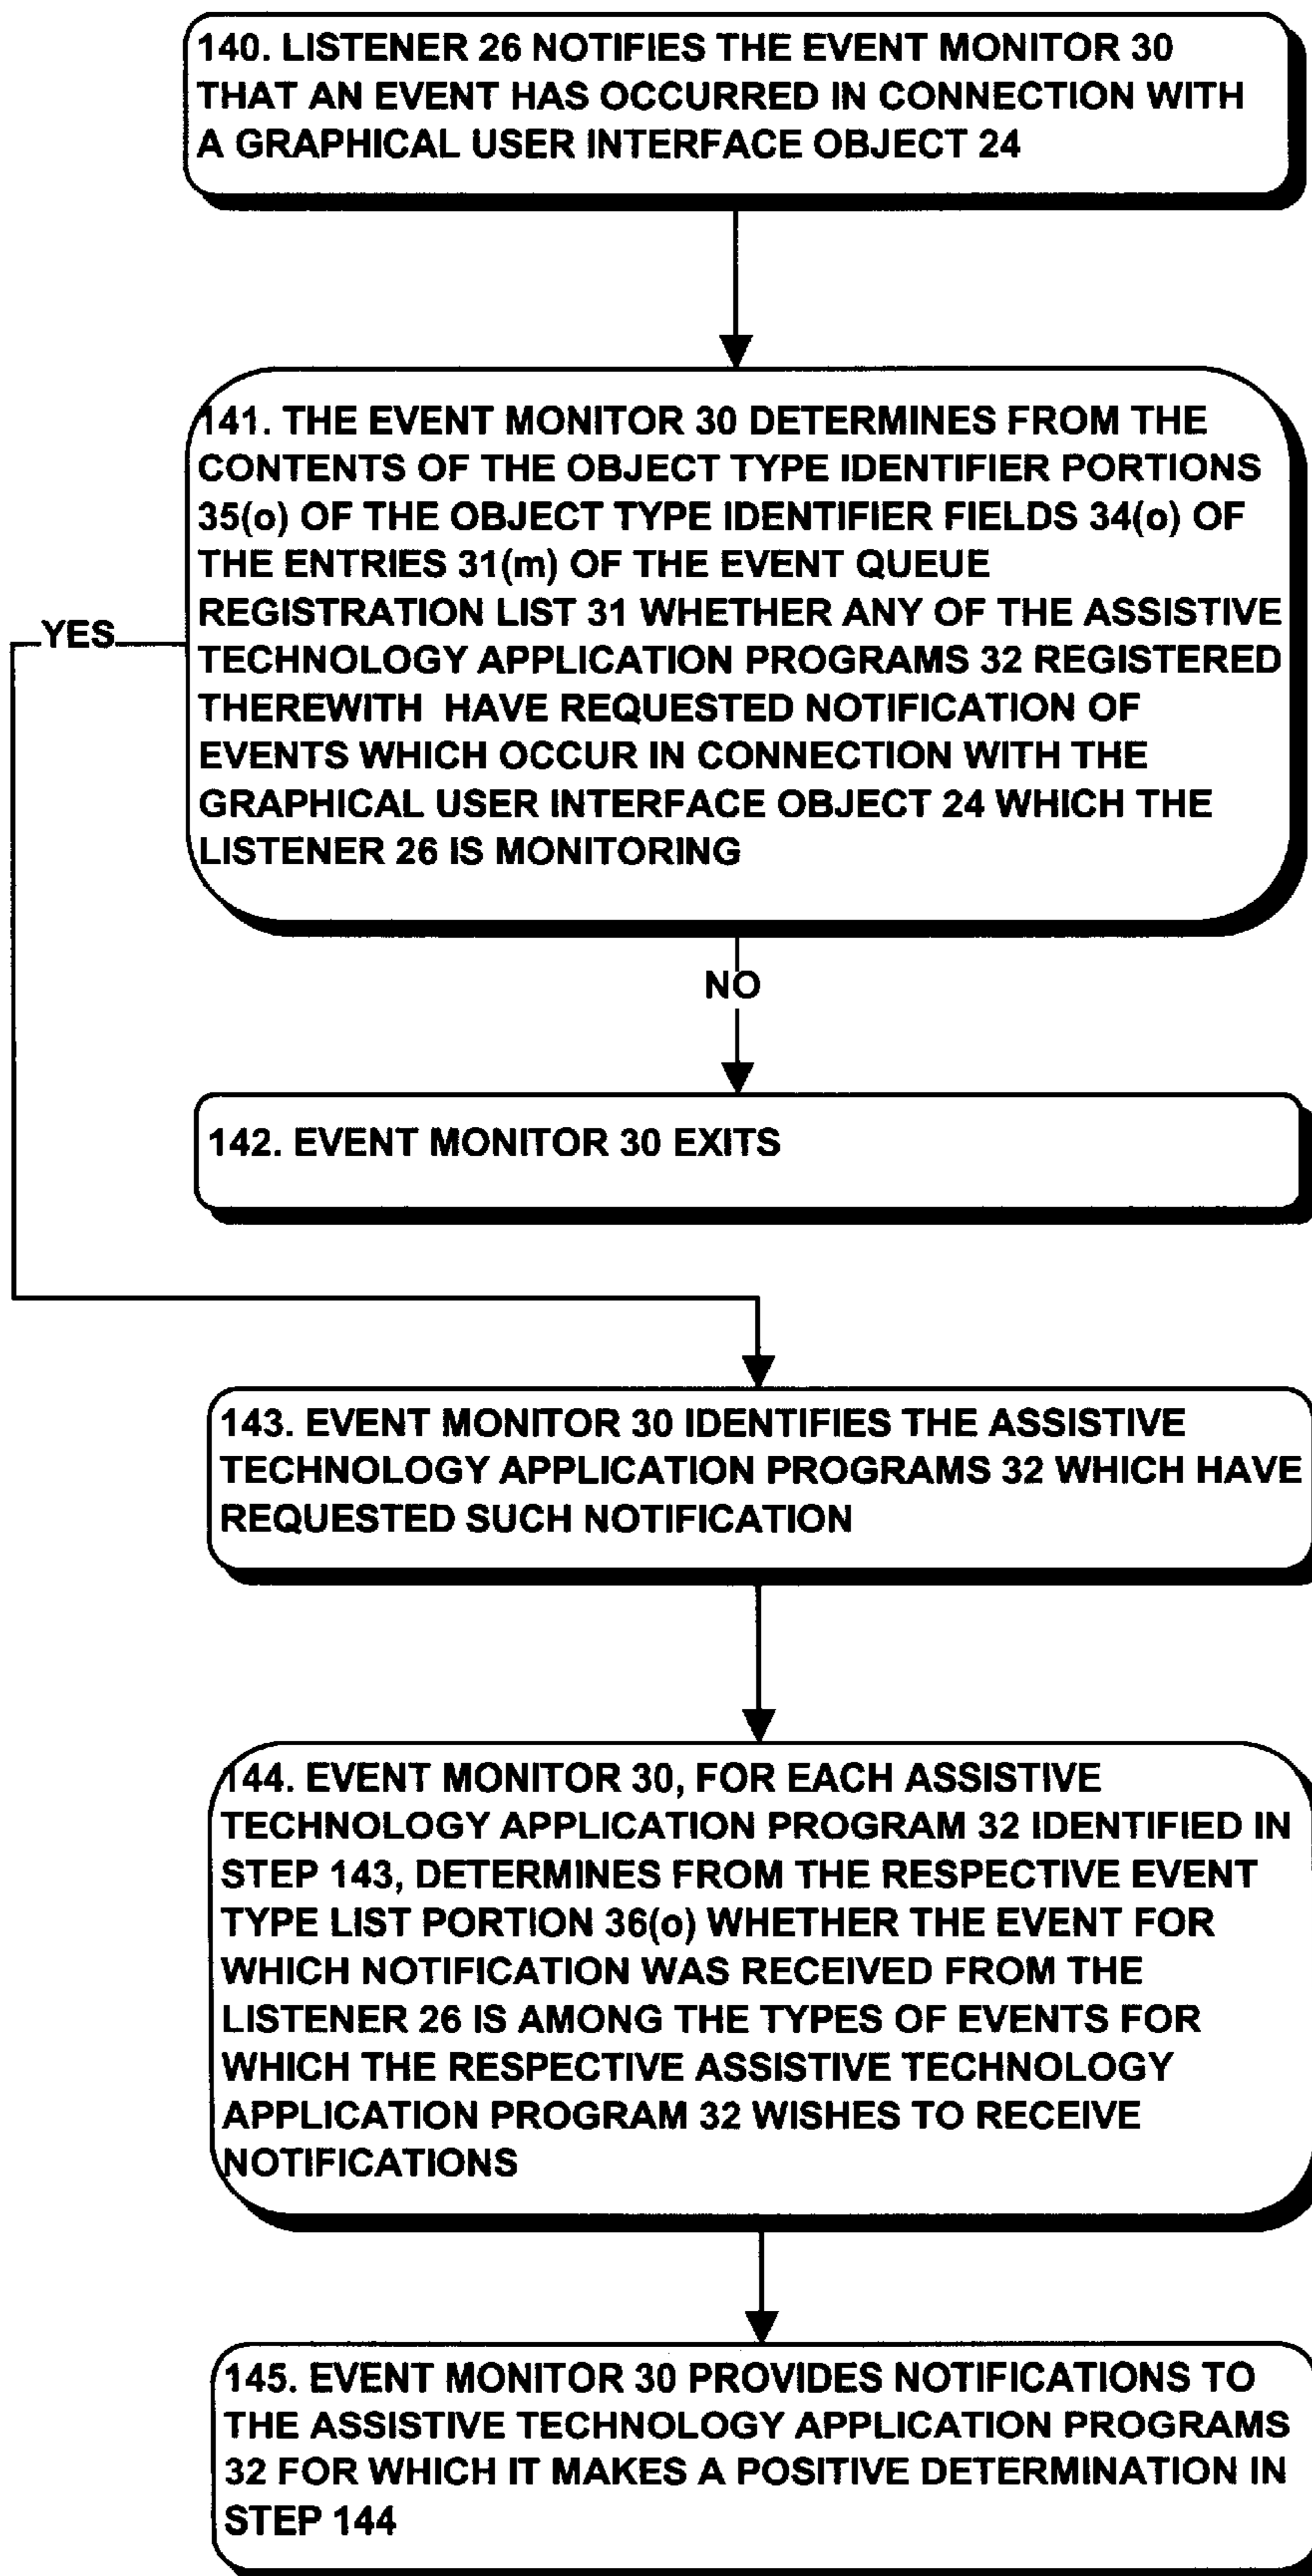 140. LISTENER 26 NOTIFIES THE EVENT MONITOR 30
THAT AN EVENT HAS OCCURRED IN CONNECTION WITH
A GRAPHICAL USER INTERFACE OBJECT 24
141. THE EVENT MONITOR 30 DETERMINES FROM THE
CONTENTS OF THE OBJECT TYPE IDENTIFIER PORTIONS
35(o) OF THE OBJECT TYPE IDENTIFIER FIELDS 34(o) OF
THE ENTRIES 31(m) OF THE EVENT QUEUE
REGISTRATION LIST 31 WHETHER ANY OF THE ASSISTIVE
TECHNOLOGY APPLICATION PROGRAMS 32 REGISTERED
THEREWITH HAVE REQUESTED NOTIFICATION OF
EVENTS WHICH OCCUR IN CONNECTION WITH THE
GRAPHICAL USER INTERFACE OBJECT 24 WHICH THE
LISTENER 26 IS MONITORING
YES
NO
142. EVENT MONITOR 30 EXITS
143. EVENT MONITOR 30 IDENTIFIES THE ASSISTIVE
TECHNOLOGY APPLICATION PROGRAMS 32 WHICH HAVE
REQUESTED SUCH NOTIFICATION
144. EVENT MONITOR 30, FOR EACH ASSISTIVE
TECHNOLOGY APPLICATION PROGRAM 32 IDENTIFIED IN
STEP 143, DETERMINES FROM THE RESPECTIVE EVENT
TYPE LIST PORTION 36(o) WHETHER THE EVENT FOR
WHICH NOTIFICATION WAS RECEIVED FROM THE
LISTENER 26 IS AMONG THE TYPES OF EVENTS FOR
WHICH THE RESPECTIVE ASSISTIVE TECHNOLOGY
APPLICATION PROGRAM 32 WISHES TO RECEIVE
NOTIFICATIONS
145. EVENT MONITOR 30 PROVIDES NOTIFICATIONS TO
THE ASSISTIVE TECHNOLOGY APPLICATION PROGRAMS
32 FOR WHICH IT MAKES A POSITIVE DETERMINATION IN
STEP 144